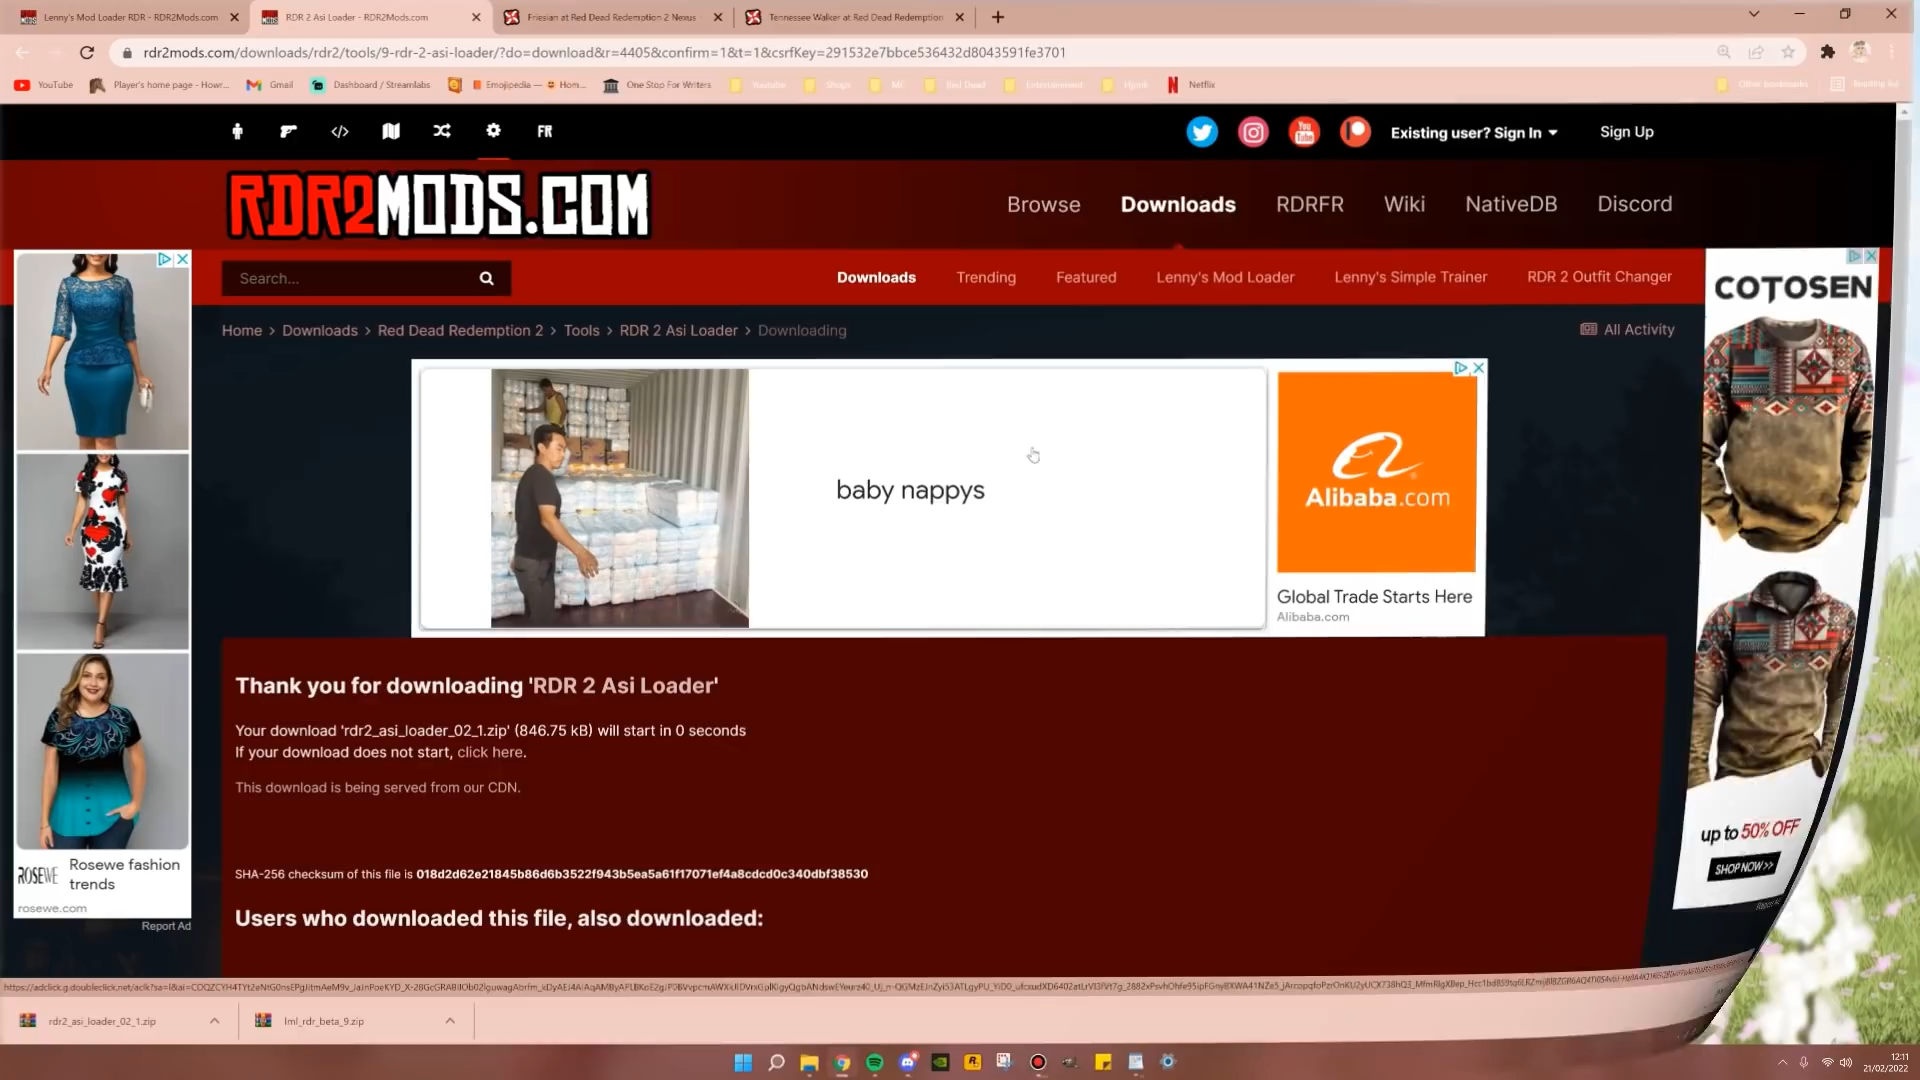 Lenny's Mod Loader RDR - RDR2Mods.com
RDR 2 Asi Loader - RDR2Mods.com
Friesian at Red Dead Redemption 2 Nexus
Tennessee Walker at Red Dead Redemption
rdr2mods.com/downloads/rdr2/tools/9-rdr-2-asi-loader/?do=download&r=4405&confirm=1&t=1&csrfKey=291532e7bbce536432d8043591fe3701
YouTube
Player's home page - Howr...
Gmail
Dashboard / Streamlabs
Emojipedia — 😃 Hom...
One Stop For Writers
Youtube
Shops
Red Dead
Entertainment
Netflix
Other bookmarks
Reading list
FR
Existing user? Sign In
Sign Up
RDR2MODS.COM
Browse
Downloads
RDRFR
Wiki
NativeDB
Discord
Search...
Downloads
Trending
Featured
Lenny's Mod Loader
Lenny's Simple Trainer
RDR 2 Outfit Changer
Home > Downloads > Red Dead Redemption 2 > Tools > RDR 2 Asi Loader > Downloading
All Activity
COTOSEN
baby nappys
Alibaba.com
Global Trade Starts Here
Alibaba.com
Thank you for downloading 'RDR 2 Asi Loader'
Your download 'rdr2_asi_loader_02_1.zip' (846.75 kB) will start in 0 seconds
If your download does not start, click here.
This download is being served from our CDN.
up to 50% OFF
SHOP NOW >>
ROSEWE
Rosewe fashion
trends
rosewe.com
Report Ad
SHA-256 checksum of this file is 018d2d62e21845b86d6b3522f943b5ea5a61f17071ef4a8cdcd0c340dbf38530
Users who downloaded this file, also downloaded:
rdr2_asi_loader_02_1.zip
lml_rdr_beta_9.zip
12:11
21/02/2022